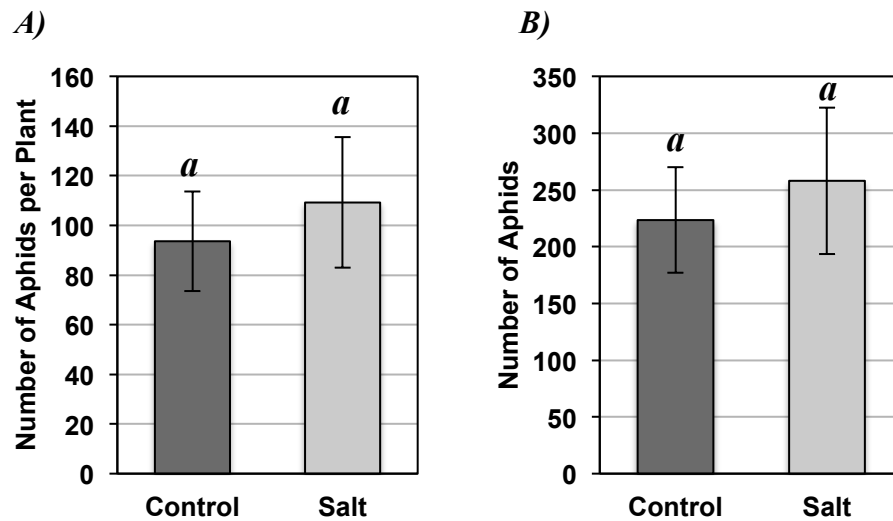 A)
Number of Aphids per Plant
160
140
120
100
80
60
40
20
0
a
a
Control Salt
B)
Number of Aphids
350
300
250
200
150
100
50
0
a
a
Control Salt